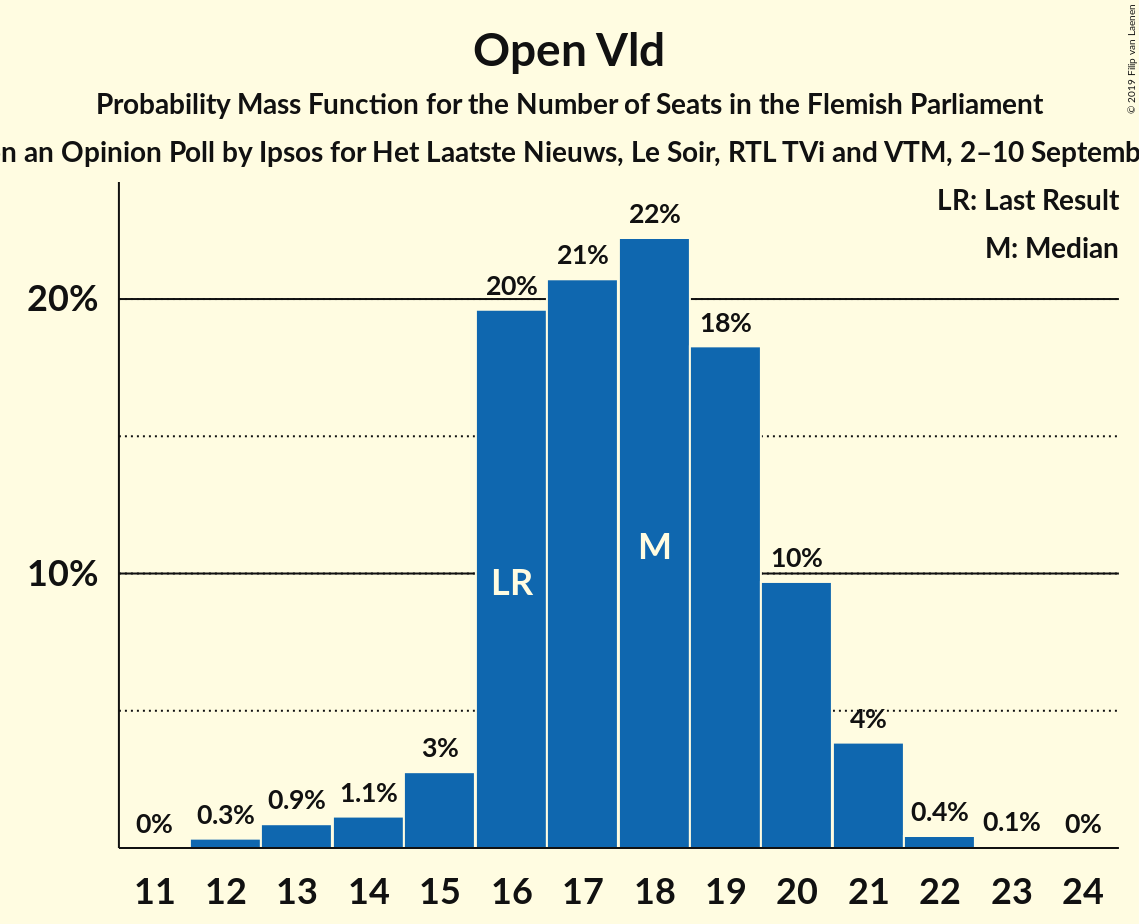 Open Vld
Probability Mass Function for the Number of Seats in the Flemish Parliament
n an Opinion Poll by Ipsos for Het Laatste Nieuws, Le Soir, RTL TVi and VTM, 2–10 Septemb
© 2019 Filip van Laenen
LR: Last Result
M: Median
20%
10%
0%
0.3%
0.9%
1.1%
3%
20%
21%
22%
18%
10%
4%
0.4%
0.1%
0%
LR
M
11 12 13 14 15 16 17 18 19 20 21 22 23 24